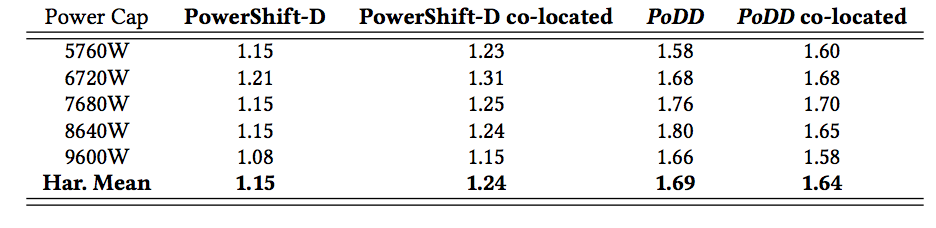 Power Cap PowerShift-D PowerShift-D co-located PoDD PoDD co-located
5760W 1.15 1.23 1.58 1.60
6720W 1.21 1.31 1.68 1.68
7680W 1.15 1.25 1.76 1.70
8640W 1.15 1.24 1.80 1.65
9600W 1.08 1.15 1.66 1.58
Har. Mean 1.15 1.24 1.69 1.64